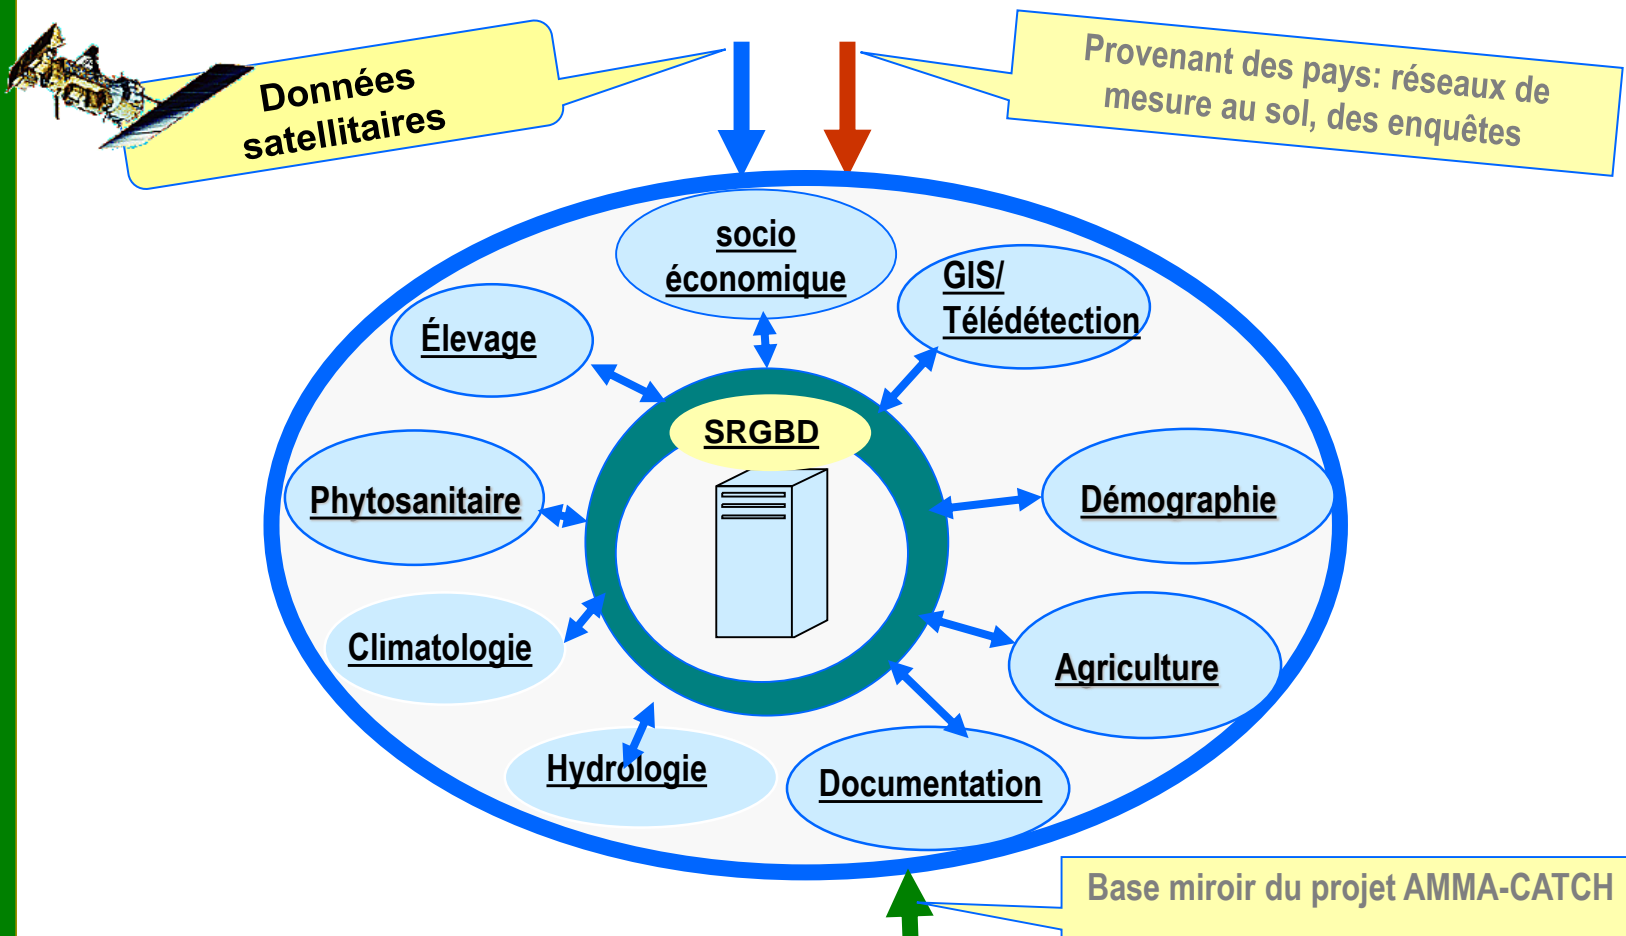 Données
satellitaires
Provenant des pays: réseaux de
mesure au sol, des enquêtes
socio
économique
GIS/
Télédétection
Élevage
SRGBD
Phytosanitaire
Démographie
Climatologie
Agriculture
Hydrologie
Documentation
Base miroir du projet AMMA-CATCH